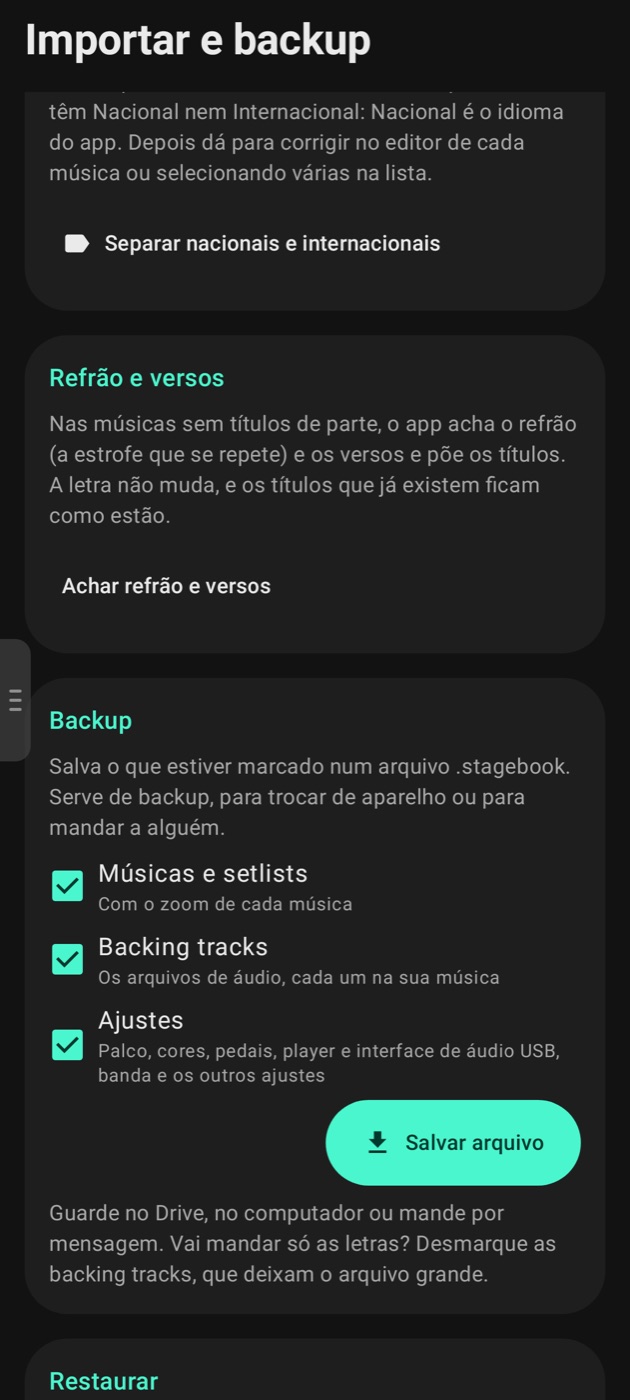 Importar e backup
têm Nacional nem Internacional: Nacional é o idioma
do app. Depois dá para corrigir no editor de cada
música ou selecionando várias na lista.
Separar nacionais e internacionais
Refrão e versos
Nas músicas sem títulos de parte, o app acha o refrão
(a estrofe que se repete) e os versos e põe os títulos.
A letra não muda, e os títulos que já existem ficam
como estão.
Achar refrão e versos
Backup
Salva o que estiver marcado num arquivo .stagebook.
Serve de backup, para trocar de aparelho ou para
mandar a alguém.
Músicas e setlists
Com o zoom de cada música
Backing tracks
Os arquivos de áudio, cada um na sua música
Ajustes
Palco, cores, pedais, player e interface de áudio USB,
banda e os outros ajustes
Salvar arquivo
Guarde no Drive, no computador ou mande por
mensagem. Vai mandar só as letras? Desmarque as
backing tracks, que deixam o arquivo grande.
Restaurar